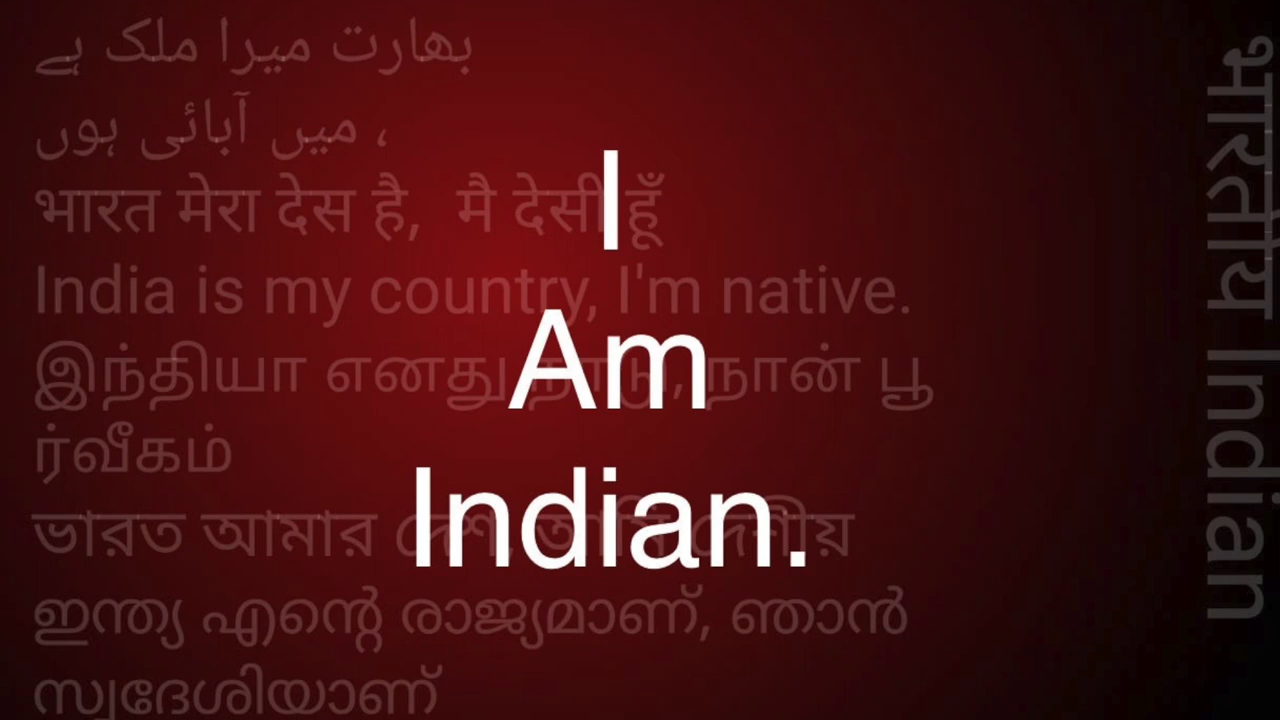 بھارت میرا ملک ہے
، میں آبائی ہوں
भारत मेरा देस है, मै देसी हूँ
India is my country, I'm native.
இந்தியா எனது நாடு, நான் பூ
ர்வீகம்
ভারত আমার দেশ, আমি দেশীয়
ഇന്ത്യ എന്റെ രാജ്യമാണ്, ഞാൻ
സ്വദേശിയാണ്
I
Am
Indian.
भारतीय Indian